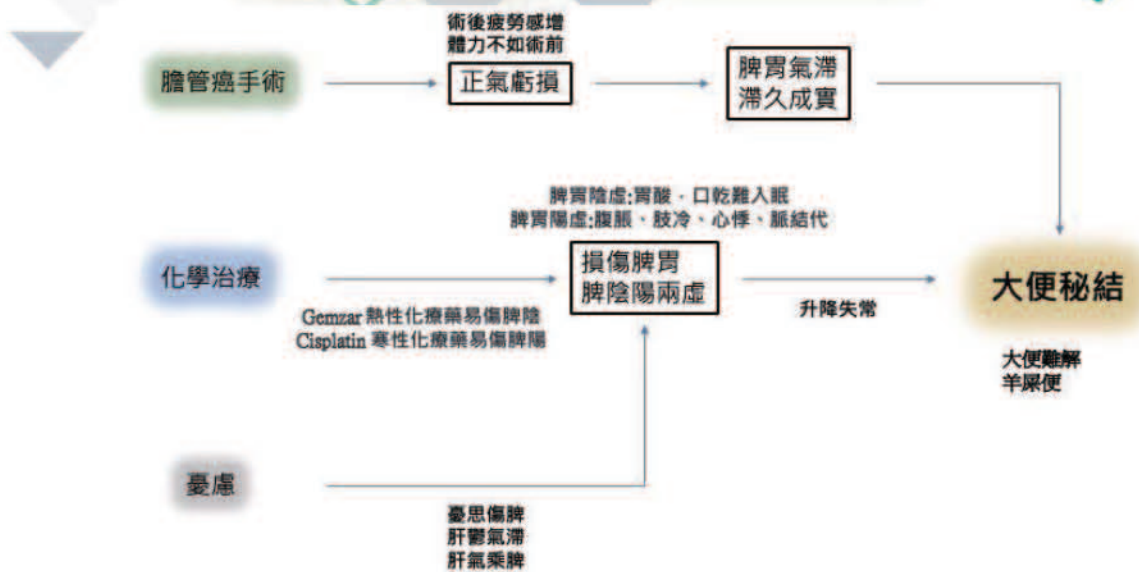 術後疲勞感增
體力不如術前
膽管癌手術
正氣虧損
脾胃氣滯
滯久成實
脾胃陰虛:胃酸、口乾難入眠
脾胃陽虛:腹脹、肢冷、心悸、脈結代
化學治療
損傷脾胃
脾陰陽兩虛
大便秘結
Gemzar 熱性化療藥易傷脾陰
Cisplatin 寒性化療藥易傷脾陽
升降失常
大便難解
羊屎便
憂慮
憂思傷脾
肝鬱氣滯
肝氣乘脾